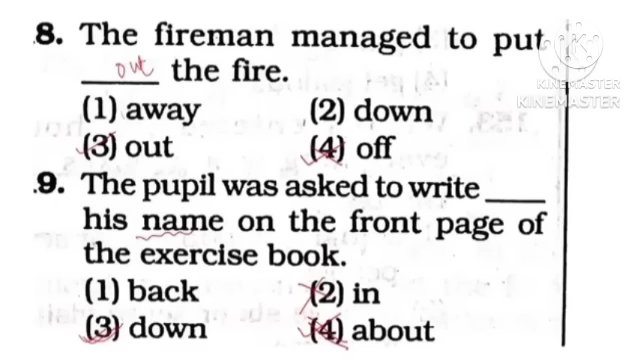 .8. The fireman managed to put
out
____ the fire.
(1) away (2) down
(3) out (4) off
.9. The pupil was asked to write ____
his name on the front page of
the exercise book.
(1) back (2) in
(3) down (4) about
KINEMASTER
KINEMASTER